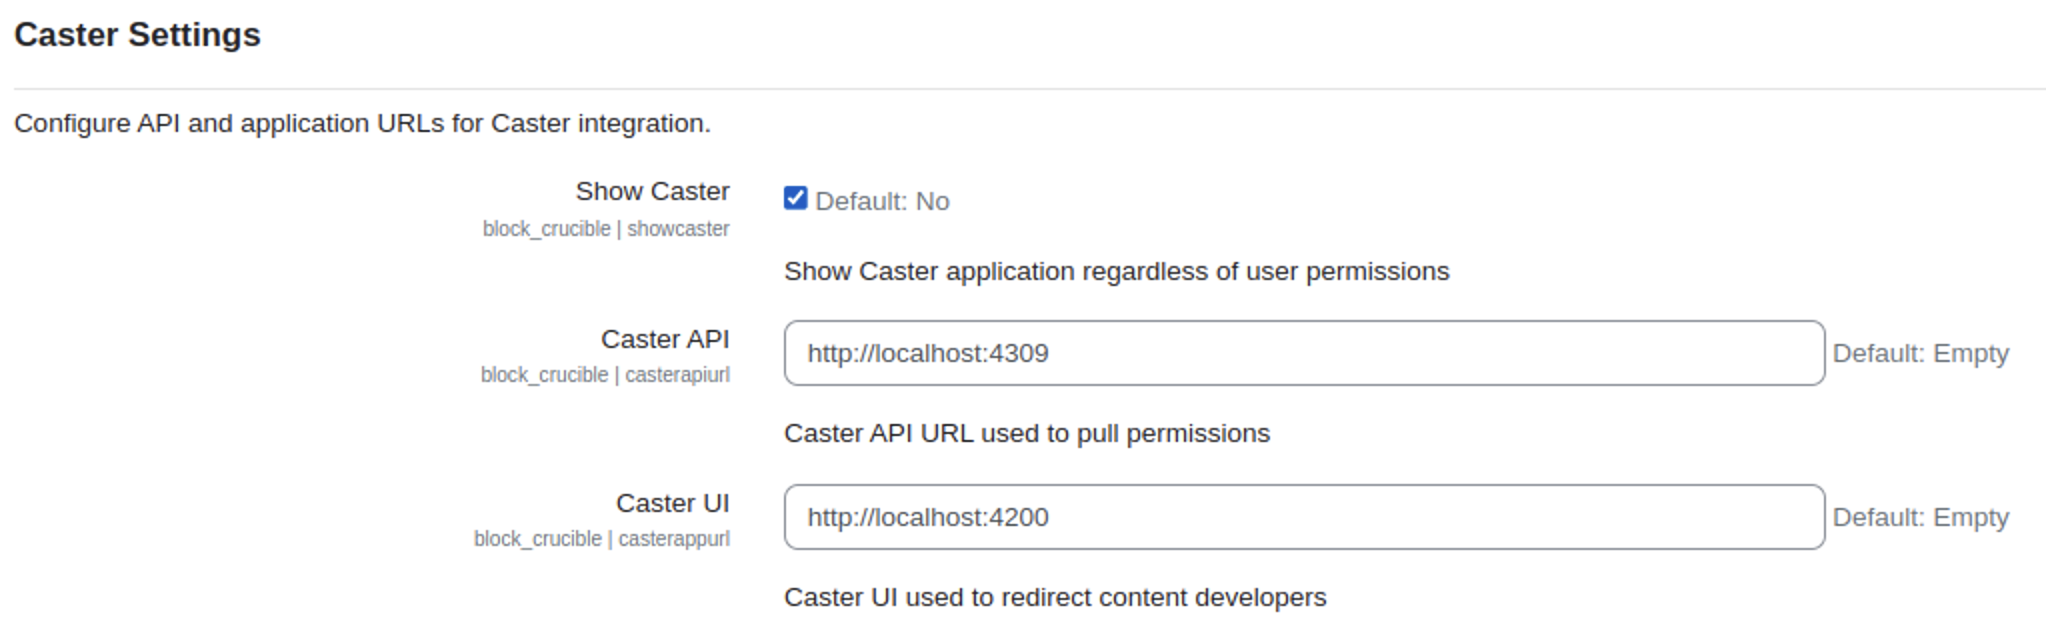 Caster Settings
Configure API and application URLs for Caster integration.
Show Caster
block_crucible | showcaster
Default: No
Show Caster application regardless of user permissions
Caster API
block_crucible | casterapiurl
http://localhost:4309
Default: Empty
Caster API URL used to pull permissions
Caster UI
block_crucible | casterappurl
http://localhost:4200
Default: Empty
Caster UI used to redirect content developers